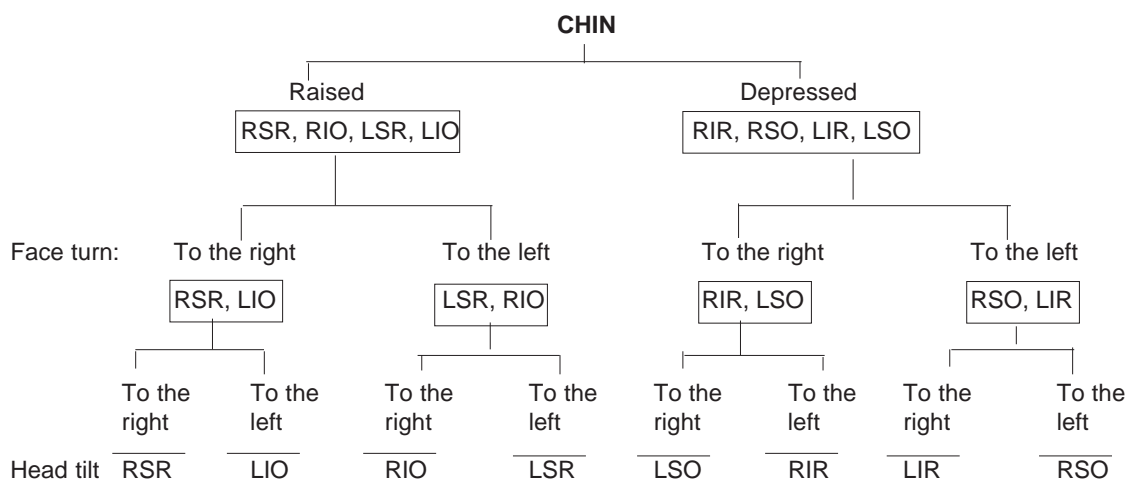 CHIN
Raised Depressed
RSR, RIO, LSR, LIO RIR, RSO, LIR, LSO
Face turn: To the right To the left To the right To the left
RSR, LIO LSR, RIO RIR, LSO RSO, LIR
To the To the To the To the To the To the To the To the
right left right left right left right left
Head tilt RSR LIO RIO LSR LSO RIR LIR RSO